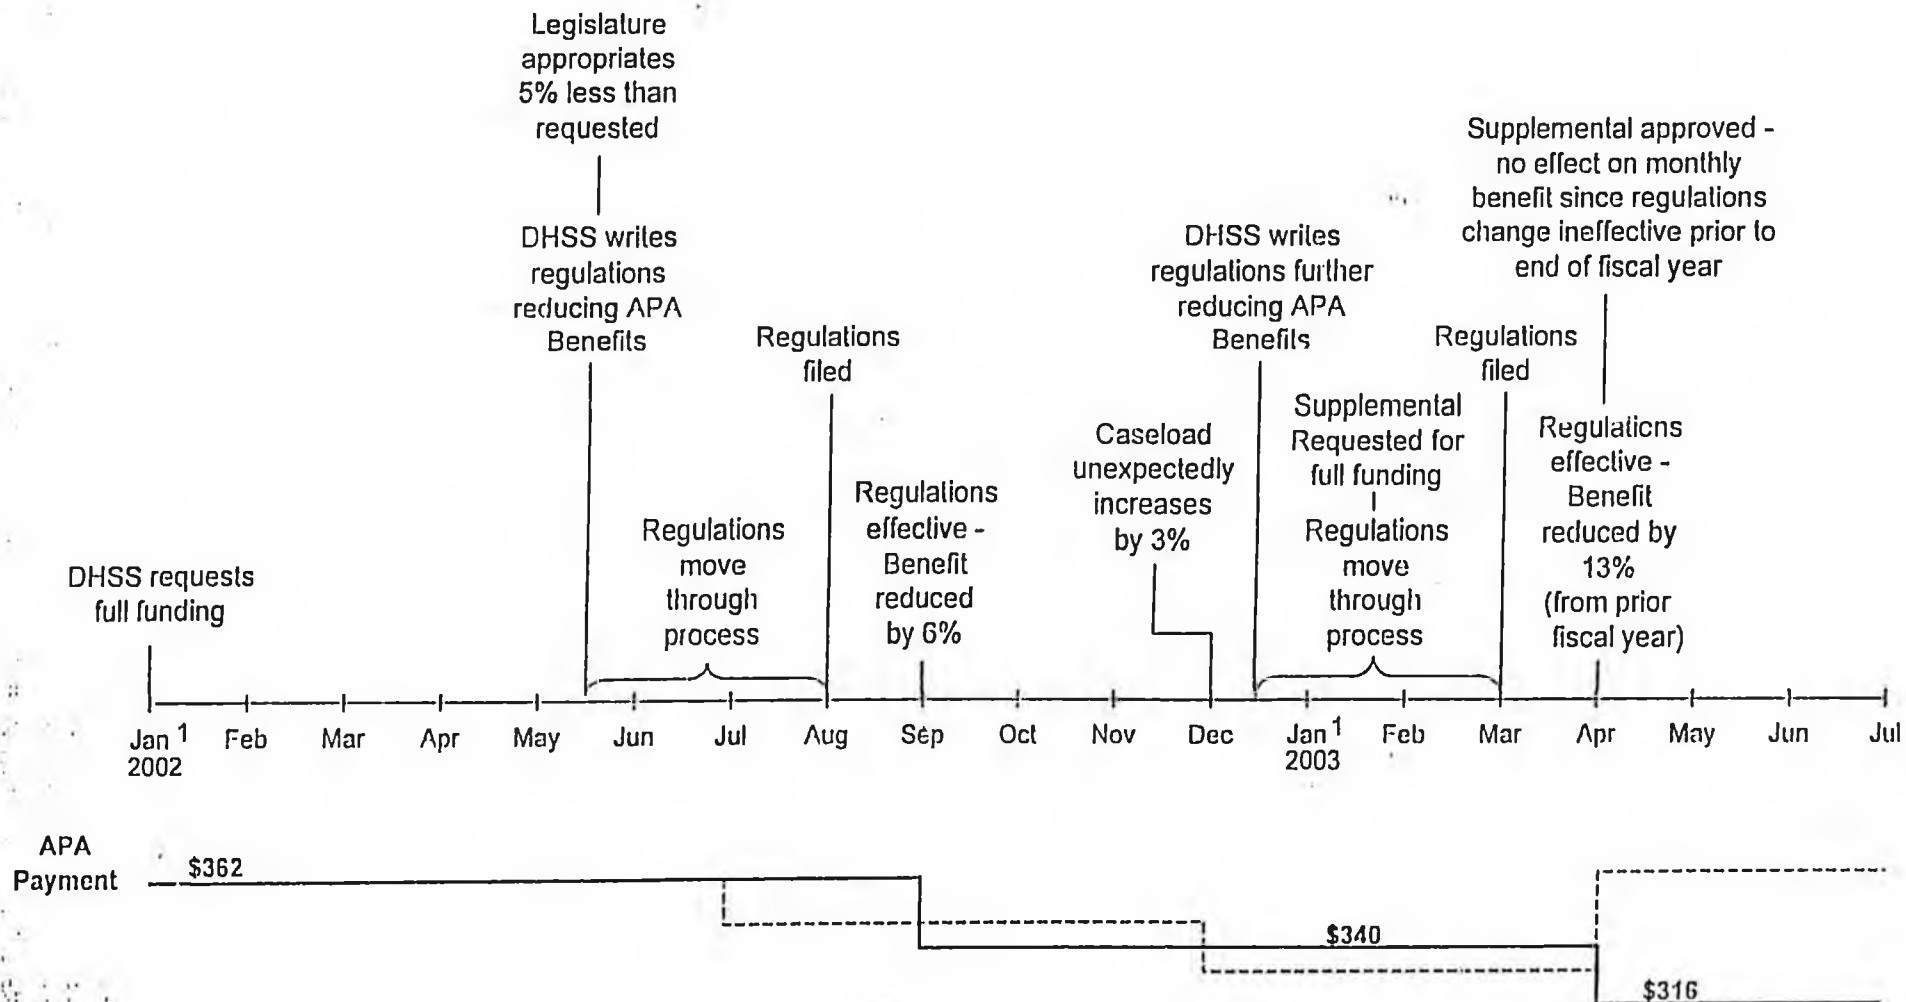 Legislature
appropriates
5% less than
requested
DHSS writes
regulations
reducing APA
Benefits
Regulations
filed
DHSS writes
regulations further
reducing APA
Benefits
Supplemental approved -
no effect on monthly
benefit since regulations
change ineffective prior to
end of fiscal year
Regulations
filed
DHSS requests
full funding
Regulations
move
through
process
Regulations
effective -
Benefit
reduced
by 6%
Caseload
unexpectedly
increases
by 3%
Supplemental
Requested for
full funding
Regulations
move
through
process
Regulations
effective -
Benefit
reduced by
13%
(from prior
fiscal year)
Jan 1 Feb Mar Apr May Jun Jul Aug Sep Oct Nov Dec Jan 1 Feb Mar Apr May Jun Jul
2002 2003
APA
Payment
$362
$340
$316